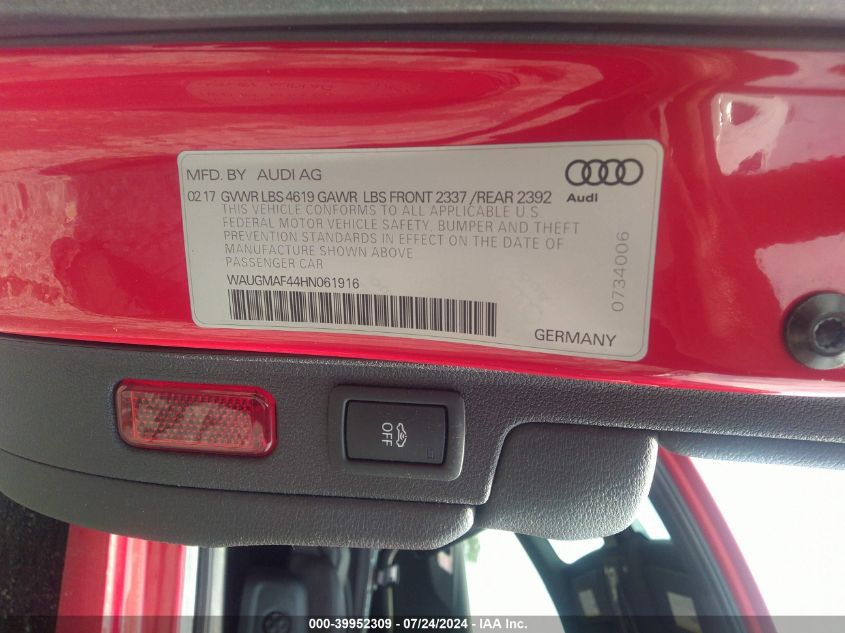 MFD. BY AUDI AG
Audi
02 17 GVWR LBS 4619 GAWR LBS FRONT 2337 /REAR 2392
THIS VEHICLE CONFORMS TO ALL APPLICABLE U.S
FEDERAL MOTOR VEHICLE SAFETY, BUMPER AND THEFT
PREVENTION STANDARDS IN EFFECT ON THE DATE OF
MANUFACTURE SHOWN ABOVE
PASSENGER CAR
WAUGMAF44HN061916
0734006
GERMANY
OFF
000-39952309 - 07/24/2024 - IAA Inc.